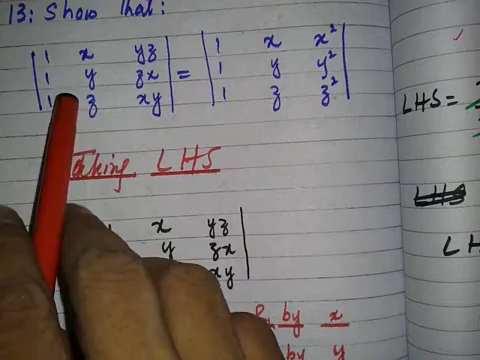 13: Show that:
| 1 x yz | = | 1 x x² |
| 1 y zx | | 1 y y² |
| 1 z xy | | 1 z z² |
LHS =
Taking LHS
x yz |
y zx |
xy |
R₁ by x
by y